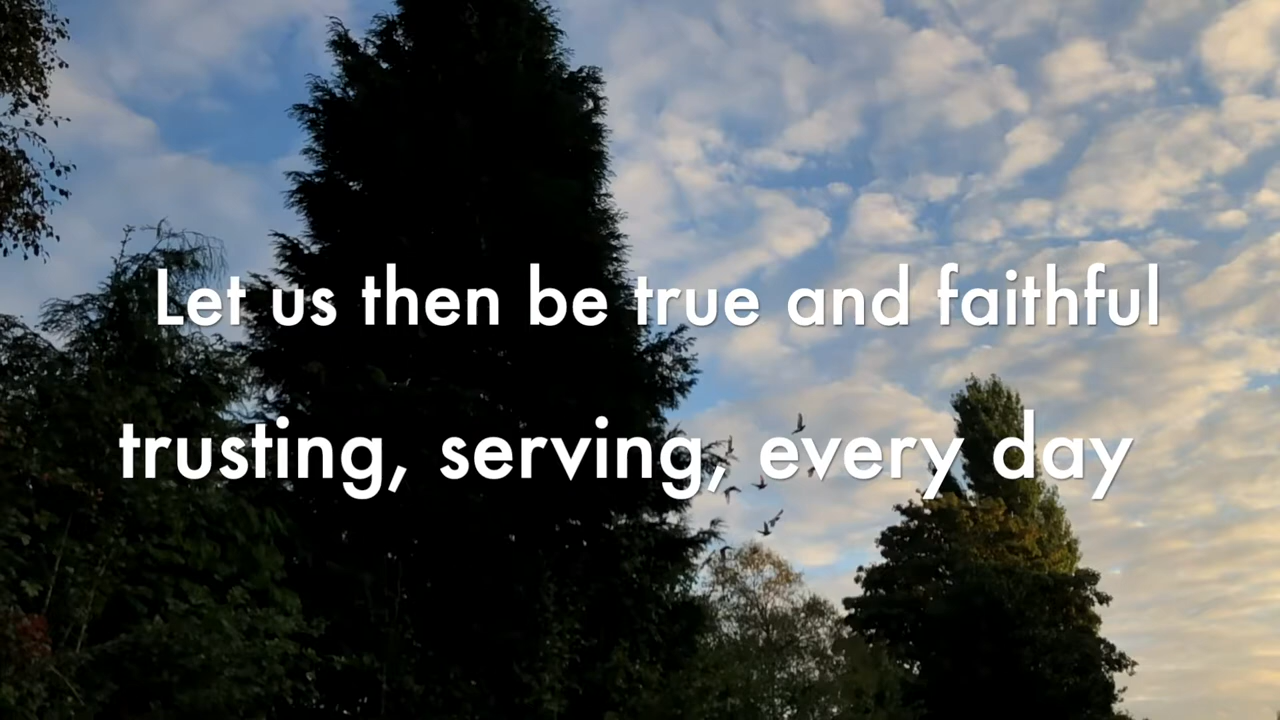 Let us then be true and faithful
trusting, serving, every day